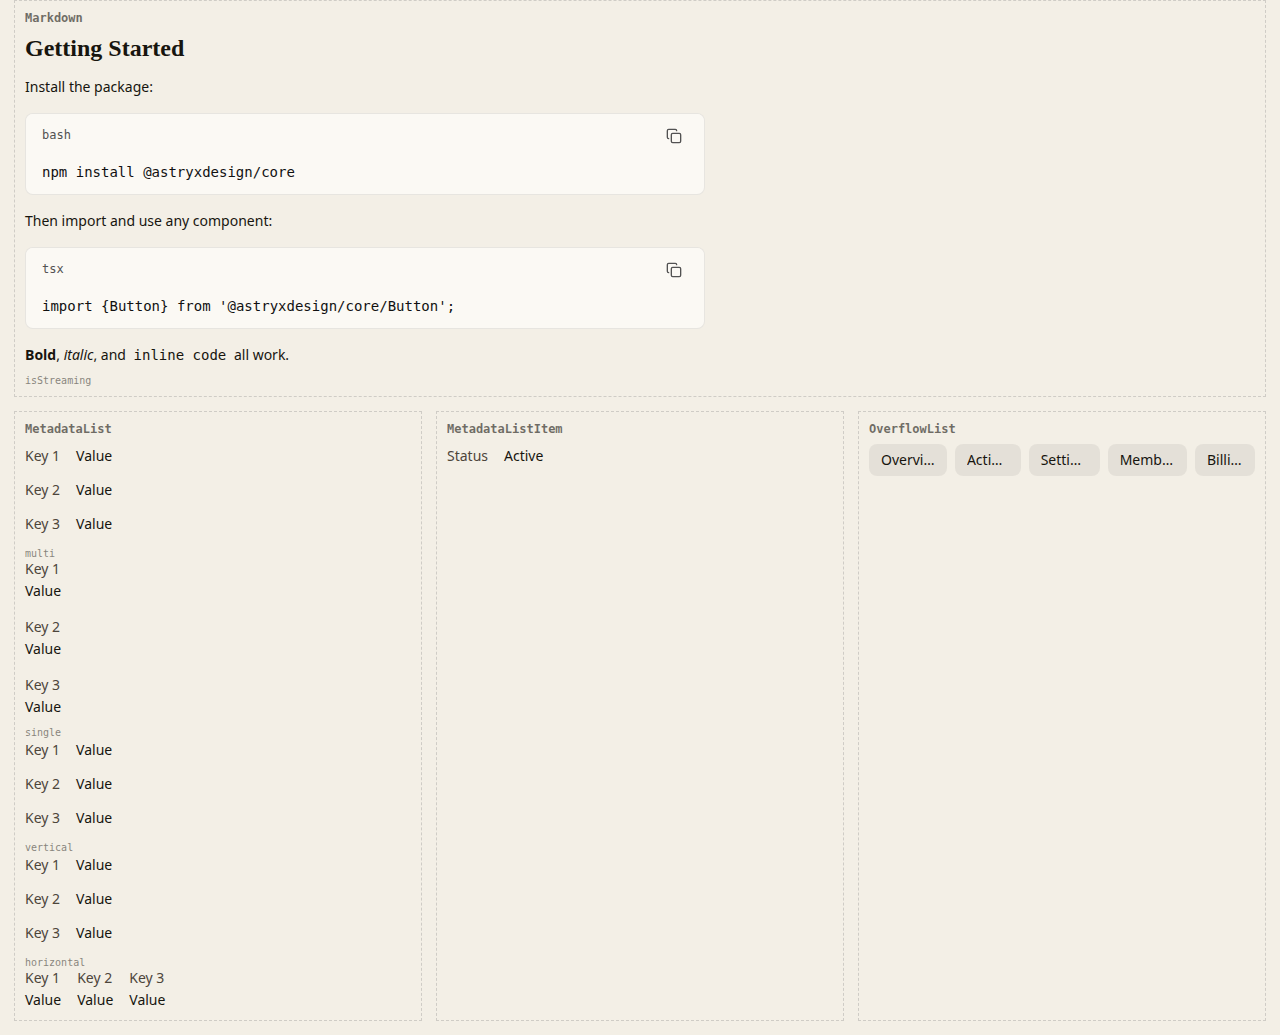 Markdown
Getting Started
Install the package:
bash
npm install @astryxdesign/core
Then import and use any component:
tsx
import {Button} from '@astryxdesign/core/Button';
Bold, Italic, and inline code all work.
isStreaming
MetadataList
Key 1 Value
Key 2 Value
Key 3 Value
multi
Key 1
Value
Key 2
Value
Key 3
Value
single
Key 1 Value
Key 2 Value
Key 3 Value
vertical
Key 1 Value
Key 2 Value
Key 3 Value
horizontal
Key 1 Key 2 Key 3
Value Value Value
MetadataListItem
Status Active
OverflowList
Overvi... Acti... Setti... Memb... Billi...